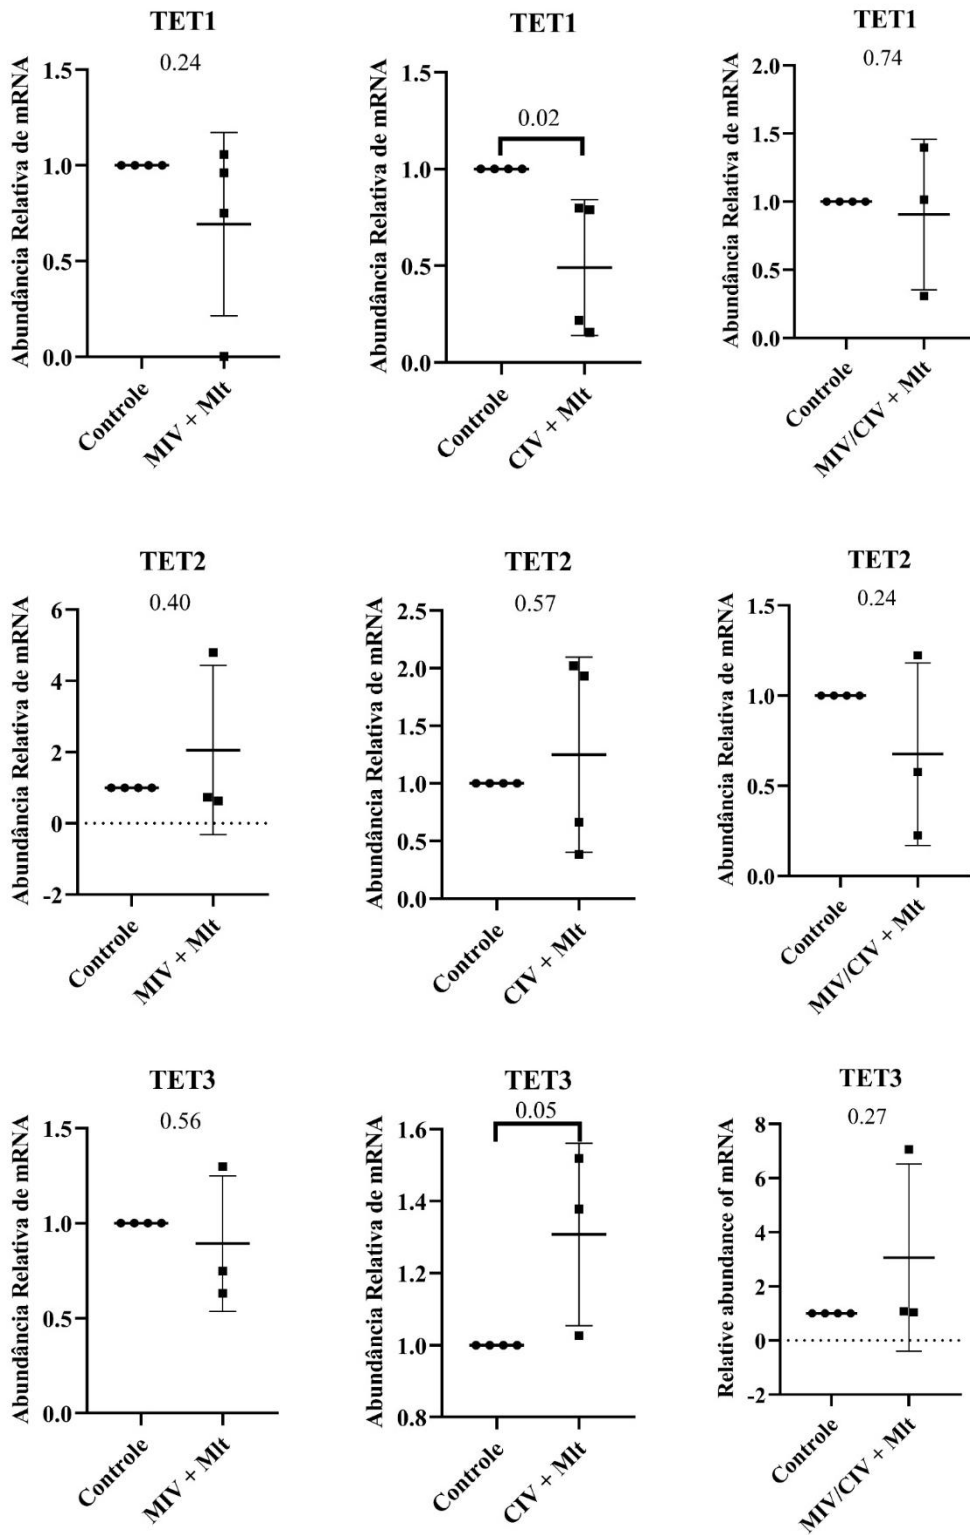 TET1
0.24
Abundância Relativa de mRNA
1.5
1.0
0.5
0.0
Controle
MIV + Mlt
TET1
0.02
Abundância Relativa de mRNA
1.5
1.0
0.5
0.0
Controle
CIV + Mlt
TET1
0.74
Abundância Relativa de mRNA
2.0
1.5
1.0
0.5
0.0
Controle
MIV/CIV + Mlt
TET2
0.40
Abundância Relativa de mRNA
6
4
2
0
-2
Controle
MIV + Mlt
TET2
0.57
Abundância Relativa de mRNA
2.5
2.0
1.5
1.0
0.5
0.0
Controle
CIV + Mlt
TET2
0.24
Abundância Relativa de mRNA
1.5
1.0
0.5
0.0
Controle
MIV/CIV + Mlt
TET3
0.56
Abundância Relativa de mRNA
1.5
1.0
0.5
0.0
Controle
MIV + Mlt
TET3
0.05
Abundância Relativa de mRNA
1.6
1.4
1.2
1.0
0.8
Controle
CIV + Mlt
TET3
0.27
Relative abundance of mRNA
8
6
4
2
0
-2
Controle
MIV/CIV + Mlt